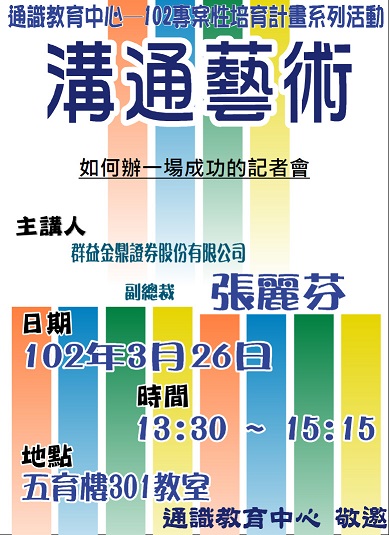 通識教育中心─102專案性培育計畫系列活動
溝通藝術
如何辦一場成功的記者會
主講人
群益金鼎證券股份有限公司
副總裁 張麗芬
日期
102年3月26日
時間
13:30 ~ 15:15
地點
五育樓301教室
通識教育中心 敬邀